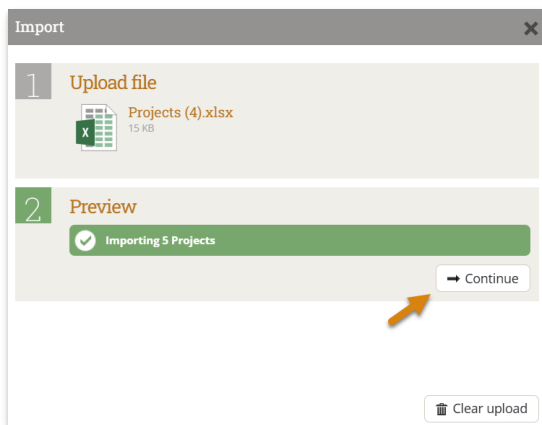 Import
1
Upload file
X
Projects (4).xlsx
15 KB
2
Preview
Importing 5 Projects
Continue
Clear upload